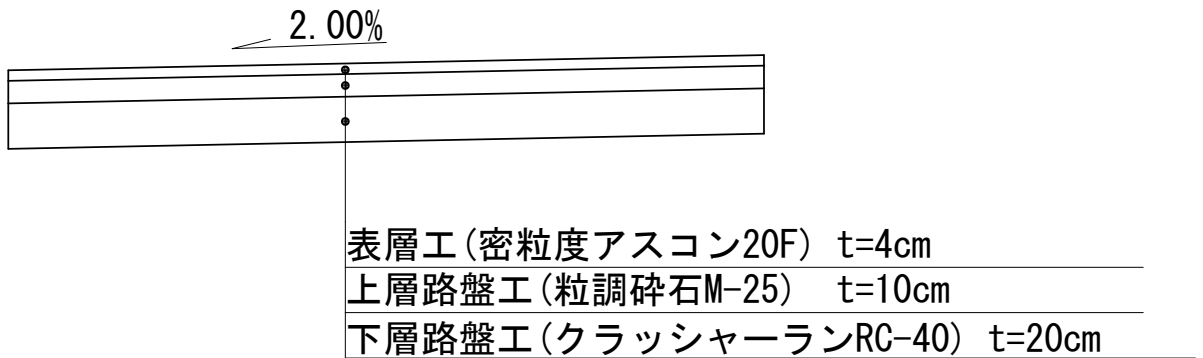 2.00%
表層工(密粒度アスコン20F) t=4cm
上層路盤工(粒調砕石M-25) t=10cm
下層路盤工(クラッシャーランRC-40) t=20cm